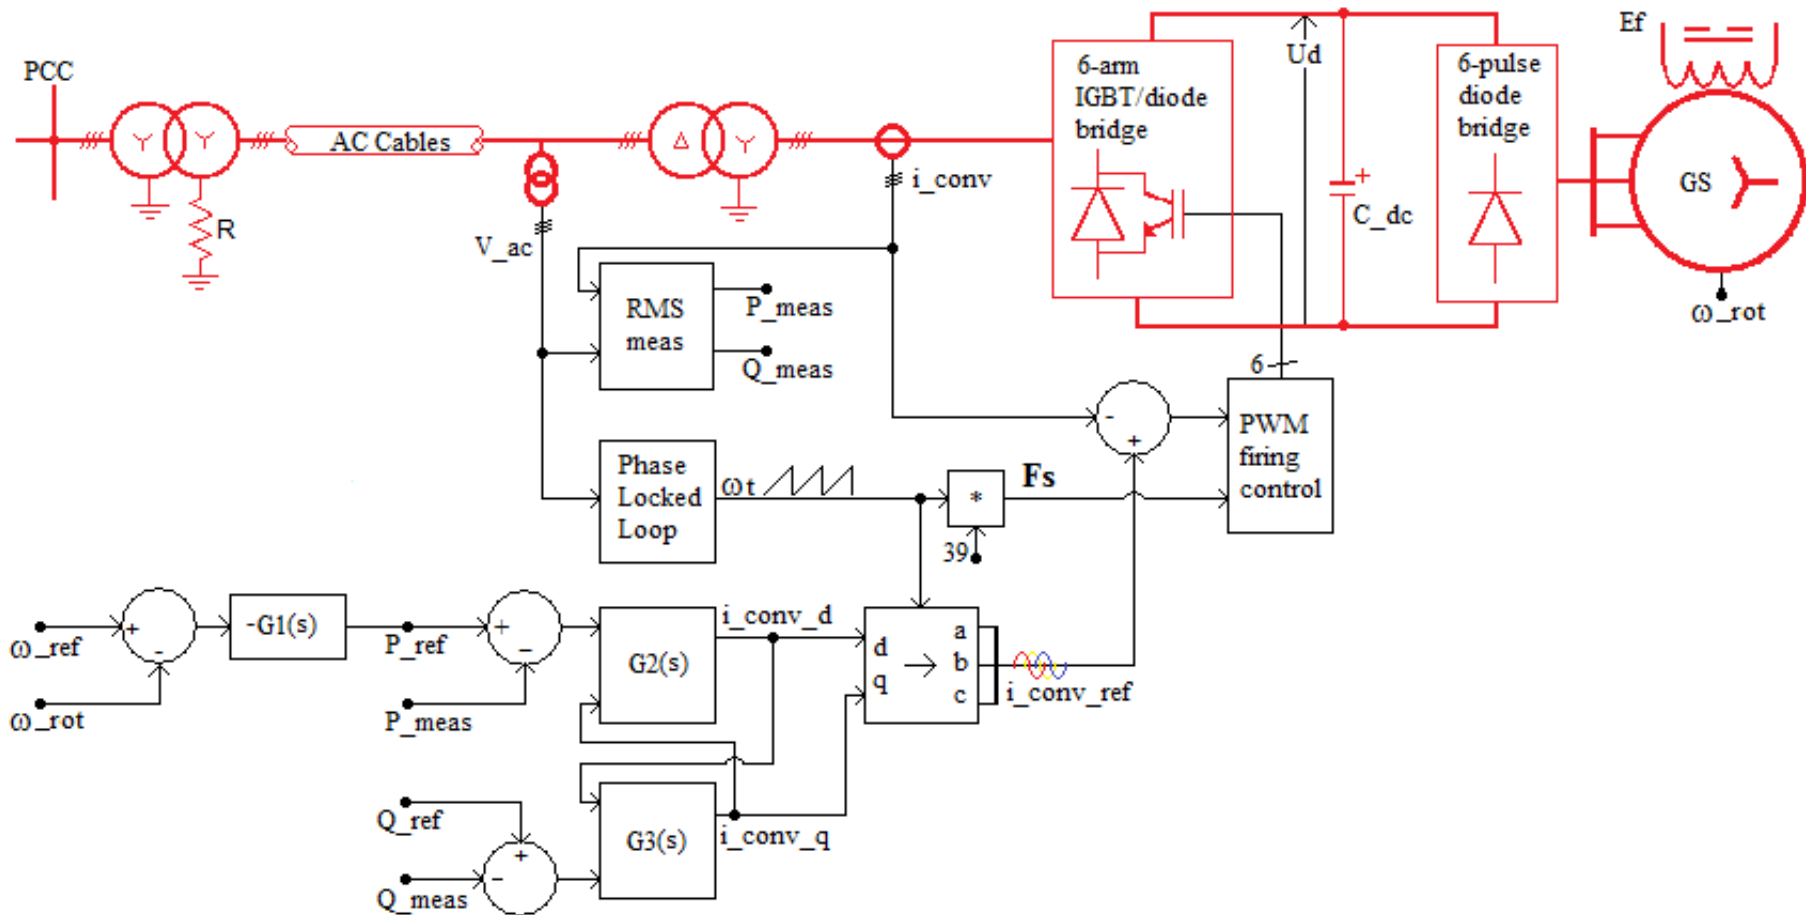 PCC
AC Cables
R
V_ac
Δ
i_conv
6-arm
IGBT/diode
bridge
Ud
+
C_dc
6-pulse
diode
bridge
Ef
GS
ω_rot
RMS
meas
P_meas
Q_meas
6
-
+
PWM
firing
control
Phase
Locked
Loop
ωt
*
Fs
39
ω_ref
+
-
ω_rot
-G1(s)
P_ref
+
−
P_meas
G2(s)
i_conv_d
d
q
a
b
c
i_conv_ref
Q_ref
+
−
Q_meas
G3(s)
i_conv_q